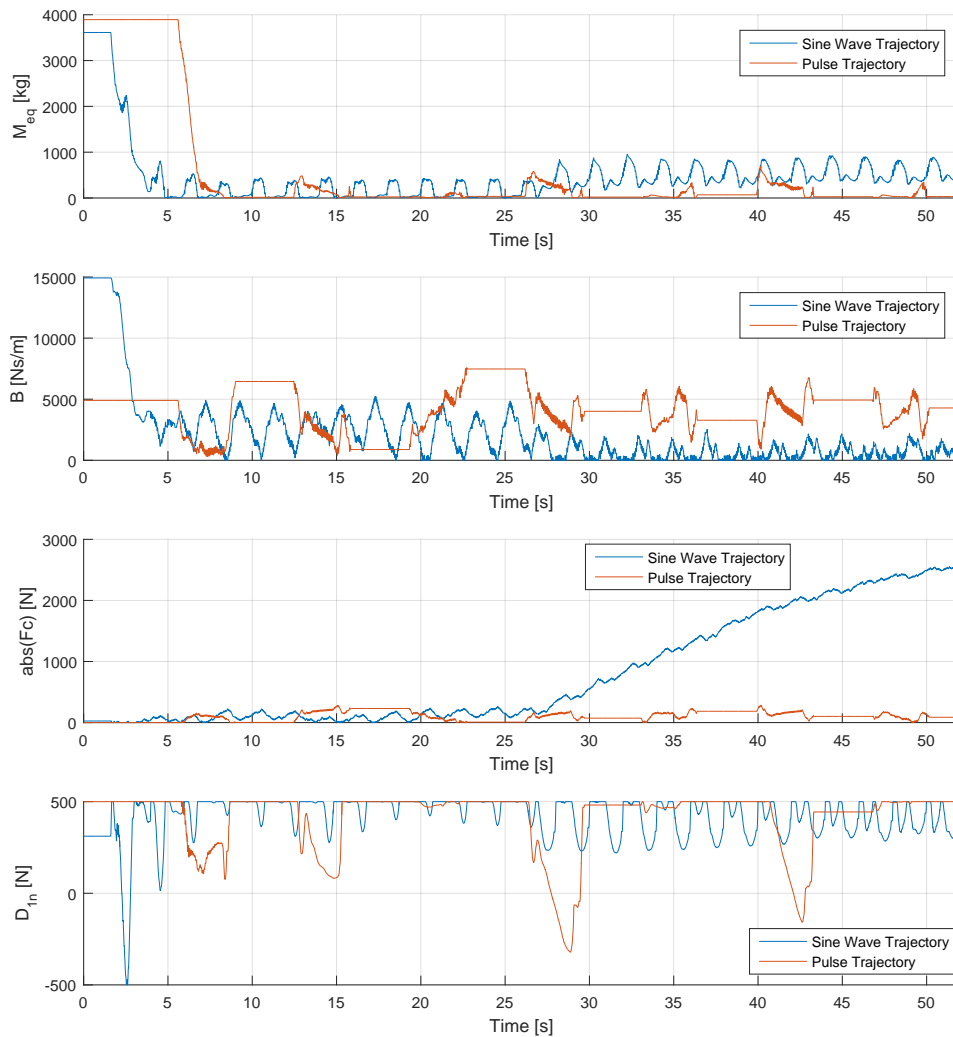 4000
3000
2000
1000
0
M_eq [kg]
Sine Wave Trajectory
Pulse Trajectory
0 5 10 15 20 25 30 35 40 45 50
Time [s]
15000
10000
5000
0
B [Ns/m]
Sine Wave Trajectory
Pulse Trajectory
0 5 10 15 20 25 30 35 40 45 50
Time [s]
3000
2000
1000
0
abs(Fc) [N]
Sine Wave Trajectory
Pulse Trajectory
0 5 10 15 20 25 30 35 40 45 50
Time [s]
500
0
-500
D_1n [N]
Sine Wave Trajectory
Pulse Trajectory
0 5 10 15 20 25 30 35 40 45 50
Time [s]